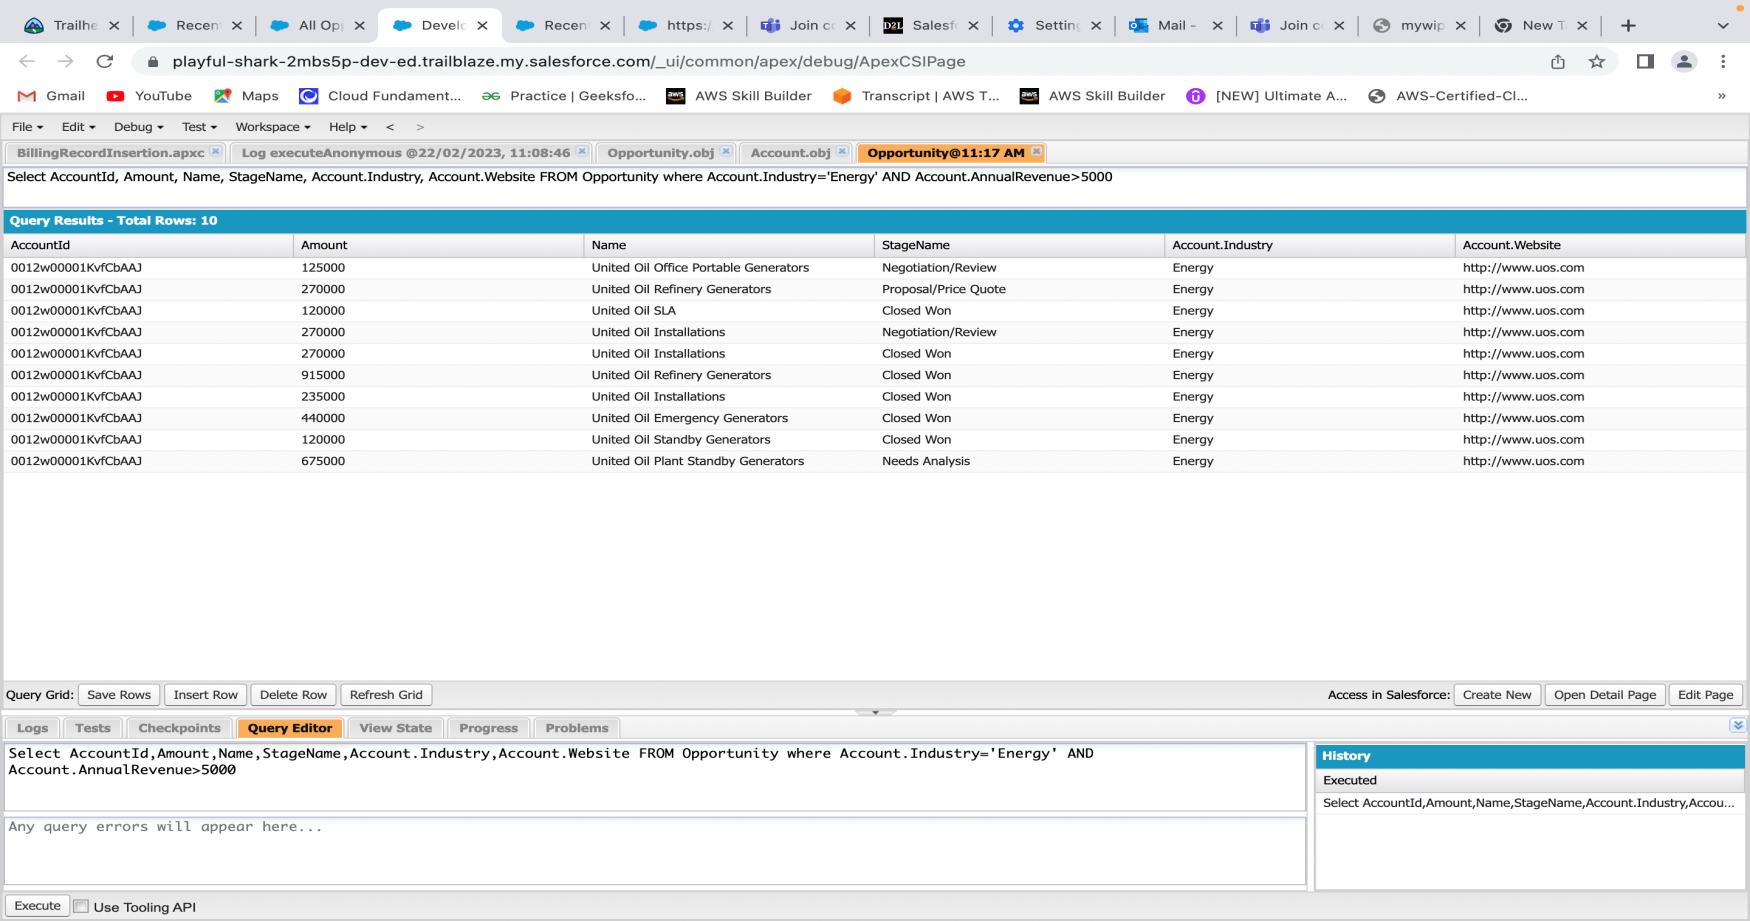 Trailhe
Recent
All Opp
Develo
Recent
https:/
Join co
D2L
Salesf
Setting
Mail -
Join co
mywip
New T
playful-shark-2mbs5p-dev-ed.trailblaze.my.salesforce.com/_ui/common/apex/debug/ApexCSIPage
Gmail
YouTube
Maps
Cloud Fundament...
Practice | Geeksfo...
aws
AWS Skill Builder
Transcript | AWS T...
aws
AWS Skill Builder
[NEW] Ultimate A...
AWS-Certified-Cl...
»
File Edit Debug Test Workspace Help < >
BillingRecordInsertion.apxc
Log executeAnonymous @22/02/2023, 11:08:46
Opportunity.obj
Account.obj
Opportunity@11:17 AM
Select AccountId, Amount, Name, StageName, Account.Industry, Account.Website FROM Opportunity where Account.Industry='Energy' AND Account.AnnualRevenue>5000
Query Results - Total Rows: 10
AccountId Amount Name StageName Account.Industry Account.Website
0012w00001KvfCbAAJ 125000 United Oil Office Portable Generators Negotiation/Review Energy http://www.uos.com
0012w00001KvfCbAAJ 270000 United Oil Refinery Generators Proposal/Price Quote Energy http://www.uos.com
0012w00001KvfCbAAJ 120000 United Oil SLA Closed Won Energy http://www.uos.com
0012w00001KvfCbAAJ 270000 United Oil Installations Negotiation/Review Energy http://www.uos.com
0012w00001KvfCbAAJ 270000 United Oil Installations Closed Won Energy http://www.uos.com
0012w00001KvfCbAAJ 915000 United Oil Refinery Generators Closed Won Energy http://www.uos.com
0012w00001KvfCbAAJ 235000 United Oil Installations Closed Won Energy http://www.uos.com
0012w00001KvfCbAAJ 440000 United Oil Emergency Generators Closed Won Energy http://www.uos.com
0012w00001KvfCbAAJ 120000 United Oil Standby Generators Closed Won Energy http://www.uos.com
0012w00001KvfCbAAJ 675000 United Oil Plant Standby Generators Needs Analysis Energy http://www.uos.com
Query Grid: Save Rows Insert Row Delete Row Refresh Grid
Access in Salesforce: Create New Open Detail Page Edit Page
Logs Tests Checkpoints Query Editor View State Progress Problems
Select AccountId,Amount,Name,StageName,Account.Industry,Account.Website FROM Opportunity where Account.Industry='Energy' AND
Account.AnnualRevenue>5000
Any query errors will appear here...
History
Executed
Select AccountId,Amount,Name,StageName,Account.Industry,Accou...
Execute Use Tooling API